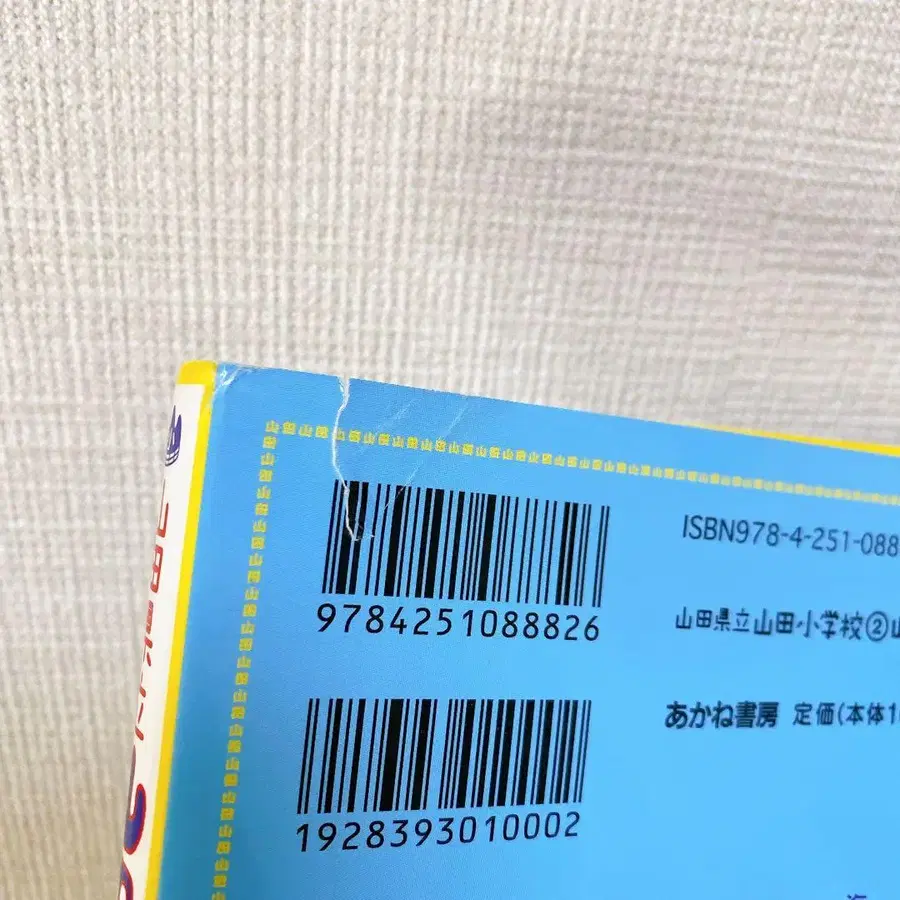 9784251088826
ISBN978-4-251-088
山田県立山田小学校②山
あかね書房 定価(本体1
1928393010002